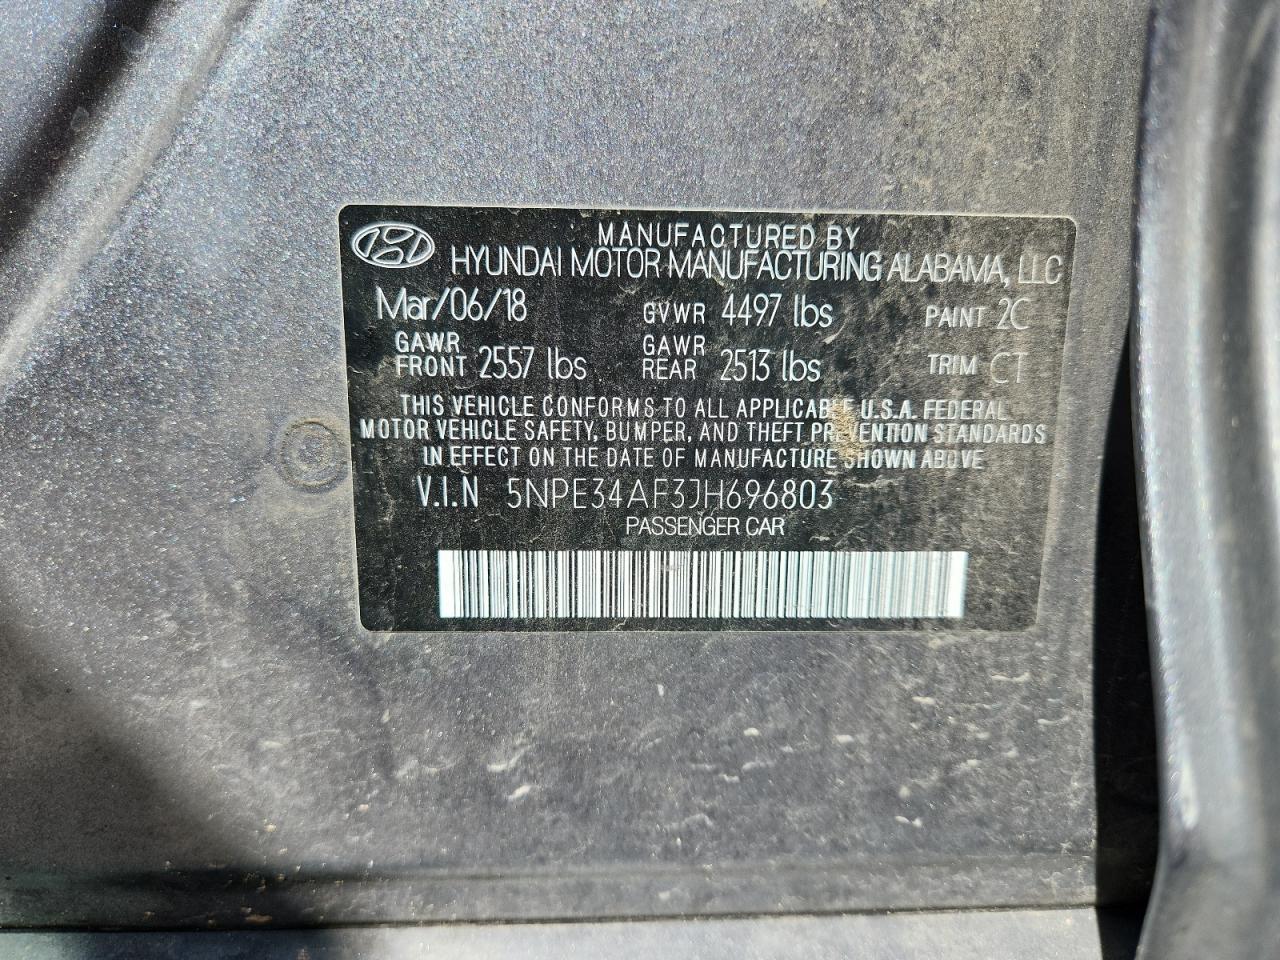 MANUFACTURED BY
HYUNDAI MOTOR MANUFACTURING ALABAMA, LLC
Mar/06/18 GVWR 4497 lbs PAINT 2C
GAWR FRONT 2557 lbs GAWR REAR 2513 lbs TRIM CT
THIS VEHICLE CONFORMS TO ALL APPLICABLE U.S.A. FEDERAL
MOTOR VEHICLE SAFETY, BUMPER, AND THEFT PREVENTION STANDARDS
IN EFFECT ON THE DATE OF MANUFACTURE SHOWN ABOVE
V.I.N 5NPE34AF3JH696803
PASSENGER CAR